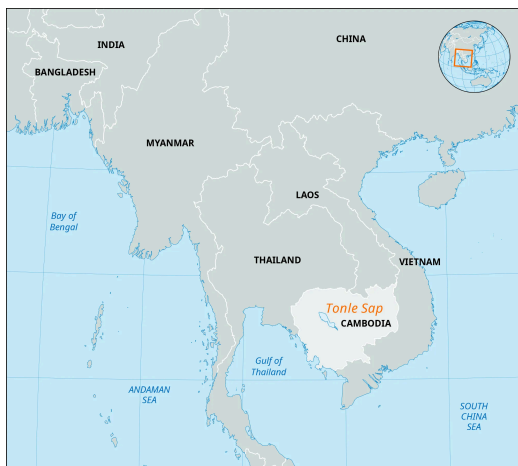 INDIA
CHINA
BANGLADESH
MYANMAR
LAOS
Bay of
Bengal
THAILAND
VIETNAM
Tonle Sap
CAMBODIA
Gulf of
Thailand
ANDAMAN
SEA
SOUTH
CHINA
SEA